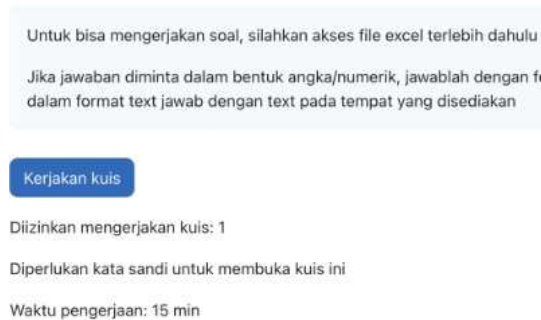 Untuk bisa mengerjakan soal, silahkan akses file excel terlebih dahulu
Jika jawaban diminta dalam bentuk angka/numerik, jawablah dengan
dalam format text jawab dengan text pada tempat yang disediakan
Kerjakan kuis
Diizinkan mengerjakan kuis: 1
Diperlukan kata sandi untuk membuka kuis ini
Waktu pengerjaan: 15 min